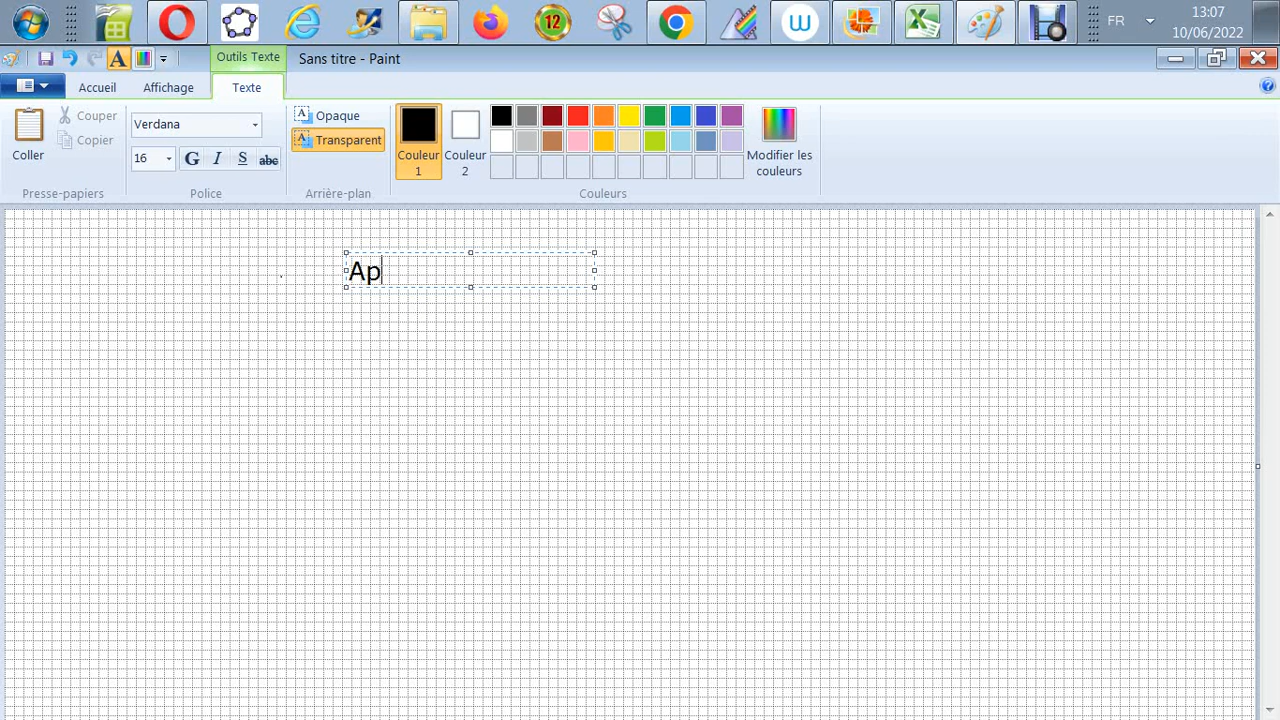 12
W
FR
13:07
10/06/2022
A
Outils Texte
Sans titre - Paint
Accueil
Affichage
Texte
Coller
Couper
Copier
Presse-papiers
Verdana
16
G I S abc
Police
Opaque
Transparent
Arrière-plan
Couleur
1
Couleur
2
Modifier les
couleurs
Couleurs
Ap